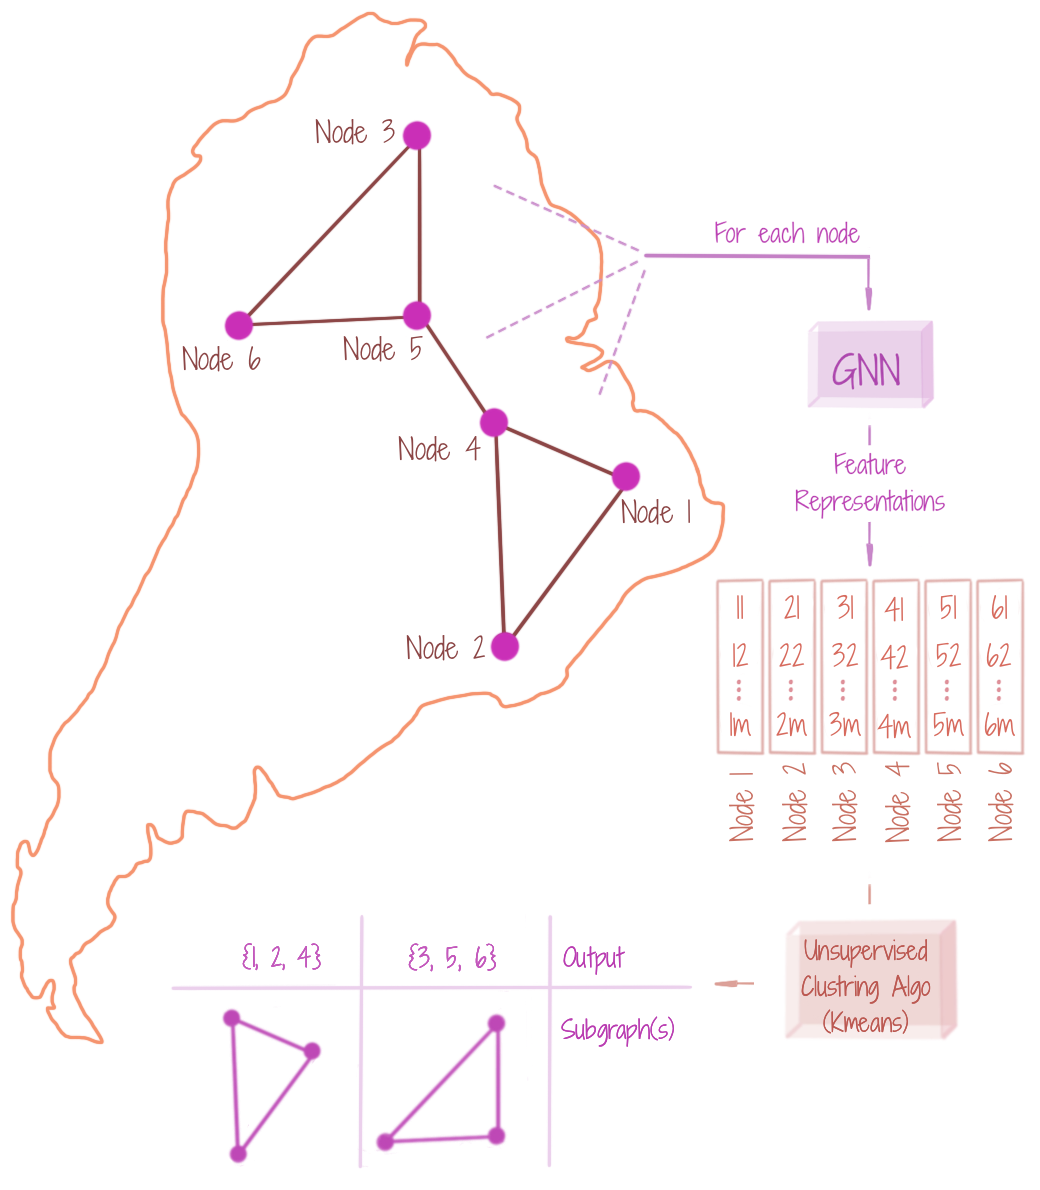 Node 3
For each node
Node 6
Node 5
GNN
Node 4
Feature
Representations
Node 1
11 21 31 41 51 61
12 22 32 42 52 62
1m 2m 3m 4m 5m 6m
Node 2
Node 1
Node 2
Node 3
Node 4
Node 5
Node 6
Unsupervised
Clustring Algo
(Kmeans)
{1, 2, 4} {3, 5, 6} Output
Subgraph(s)